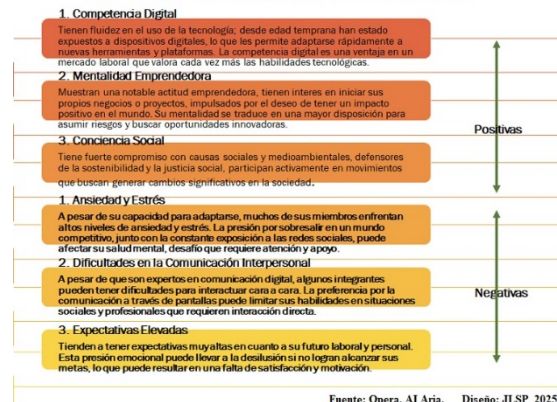 1. Competencia Digital
Tienen fluidez en el uso de la tecnología; desde edad temprana han estado
expuestos a dispositivos digitales, lo que les permite adaptarse rápidamente a
nuevas herramientas y plataformas. La competencia digital es una ventaja en un
mercado laboral que valora cada vez más las habilidades tecnológicas.
2. Mentalidad Emprendedora
Muestran una notable actitud emprendedora, tienen interes en iniciar sus
propios negocios o proyectos, impulsados por el deseo de tener un impacto
positivo en el mundo. Su mentalidad se traduce en una mayor disposición para
asumir riesgos y buscar oportunidades innovadoras.
Positivas
3. Conciencia Social
Tiene fuerte compromiso con causas sociales y medioambientales, defensores
de la sostenibilidad y la justicia social, participan activamente en movimientos
que buscan generar cambios significativos en la sociedad.
1. Ansiedad y Estrés
A pesar de su capacidad para adaptarse, muchos de sus miembros enfrentan
altos niveles de ansiedad y estrés. La presión por sobresalir en un mundo
competitivo, junto con la constante exposición a las redes sociales, puede
afectar su salud mental, desafío que requiere atención y apoyo.
2. Dificultades en la Comunicación Interpersonal
A pesar de que son expertos en comunicación digital, algunos integrantes
pueden tener dificultades para interactuar cara a cara. La preferencia por la
comunicación a través de pantallas puede limitar sus habilidades en situaciones
sociales y profesionales que requieren interacción directa.
Negativas
3. Expectativas Elevadas
Tienden a tener expectativas muy altas en cuanto a su futuro laboral y personal.
Esta presión emocional puede llevar a la desilusión si no logran alcanzar sus
metas, lo que puede resultar en una falta de satisfacción y motivación.
Fuente: Opera, AI Aria. Diseño: JLSP, 2025